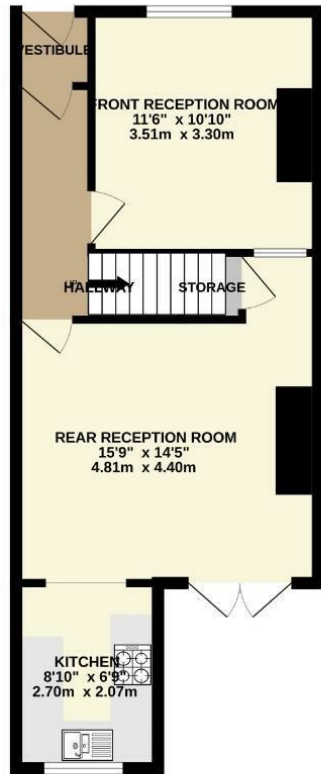 VESTIBULE
FRONT RECEPTION ROOM
11'6" x 10'10"
3.51m x 3.30m
HALLWAY
STORAGE
REAR RECEPTION ROOM
15'9" x 14'5"
4.81m x 4.40m
KITCHEN
8'10" x 6'9"
2.70m x 2.07m